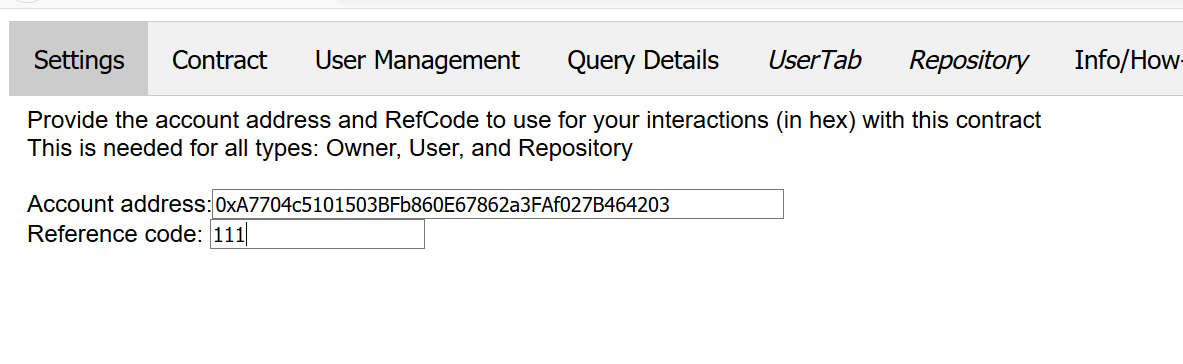 Settings Contract User Management Query Details UserTab Repository Info/How-
Provide the account address and RefCode to use for your interactions (in hex) with this contract
This is needed for all types: Owner, User, and Repository
Account address: 0xA7704c5101503BFb860E67862a3FAf027B464203
Reference code: 111